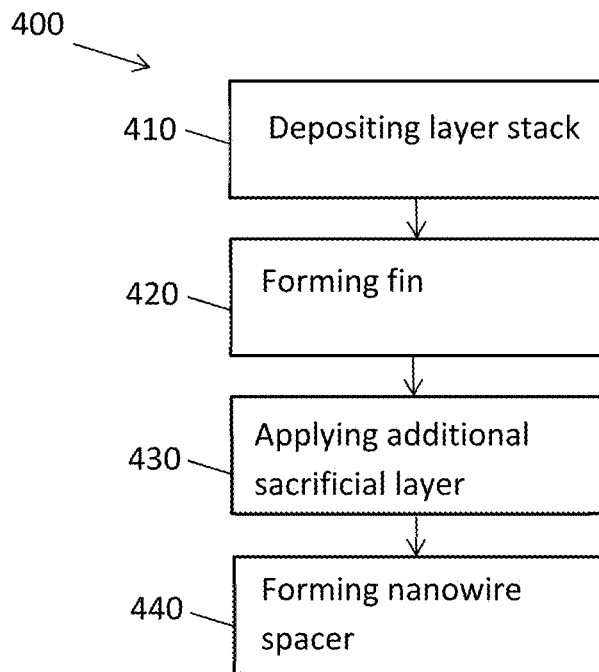 400
410
Depositing layer stack
420
Forming fin
430
Applying additional
sacrificial layer
440
Forming nanowire
spacer